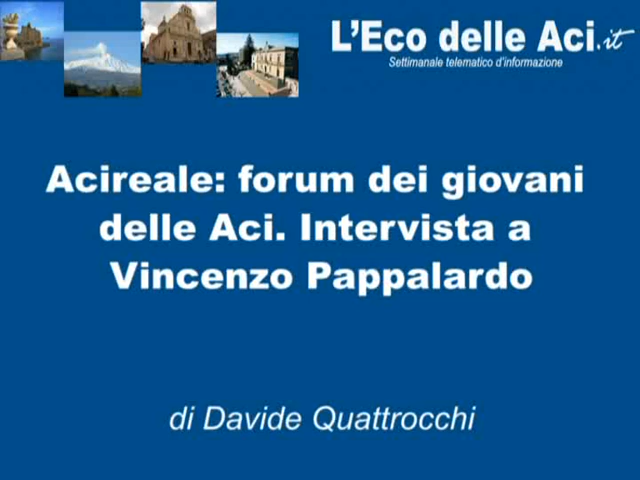 L'Eco delle Aci.it
Settimanale telematico d'informazione
Acireale: forum dei giovani
delle Aci. Intervista a
Vincenzo Pappalardo
di Davide Quattrocchi